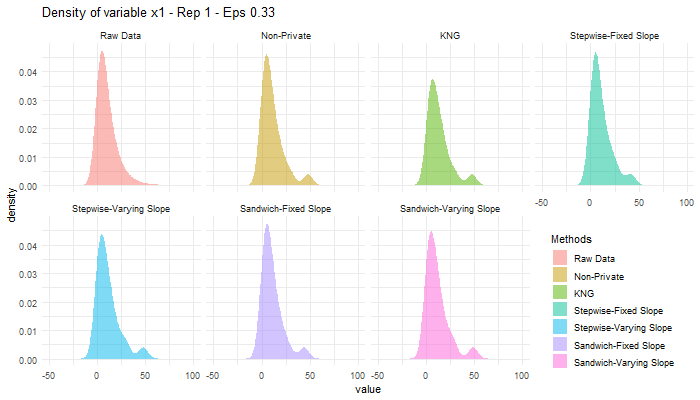 Density of variable x1 - Rep 1 - Eps 0.33
Raw Data
Non-Private
KNG
Stepwise-Fixed Slope
0.04
0.03
0.02
0.01
0.00
-50 0 50 100
density
Stepwise-Varying Slope
Sandwich-Fixed Slope
Sandwich-Varying Slope
0.04
0.03
0.02
0.01
0.00
-50 0 50 100
-50 0 50 100
-50 0 50 100
value
Methods
Raw Data
Non-Private
KNG
Stepwise-Fixed Slope
Stepwise-Varying Slope
Sandwich-Fixed Slope
Sandwich-Varying Slope